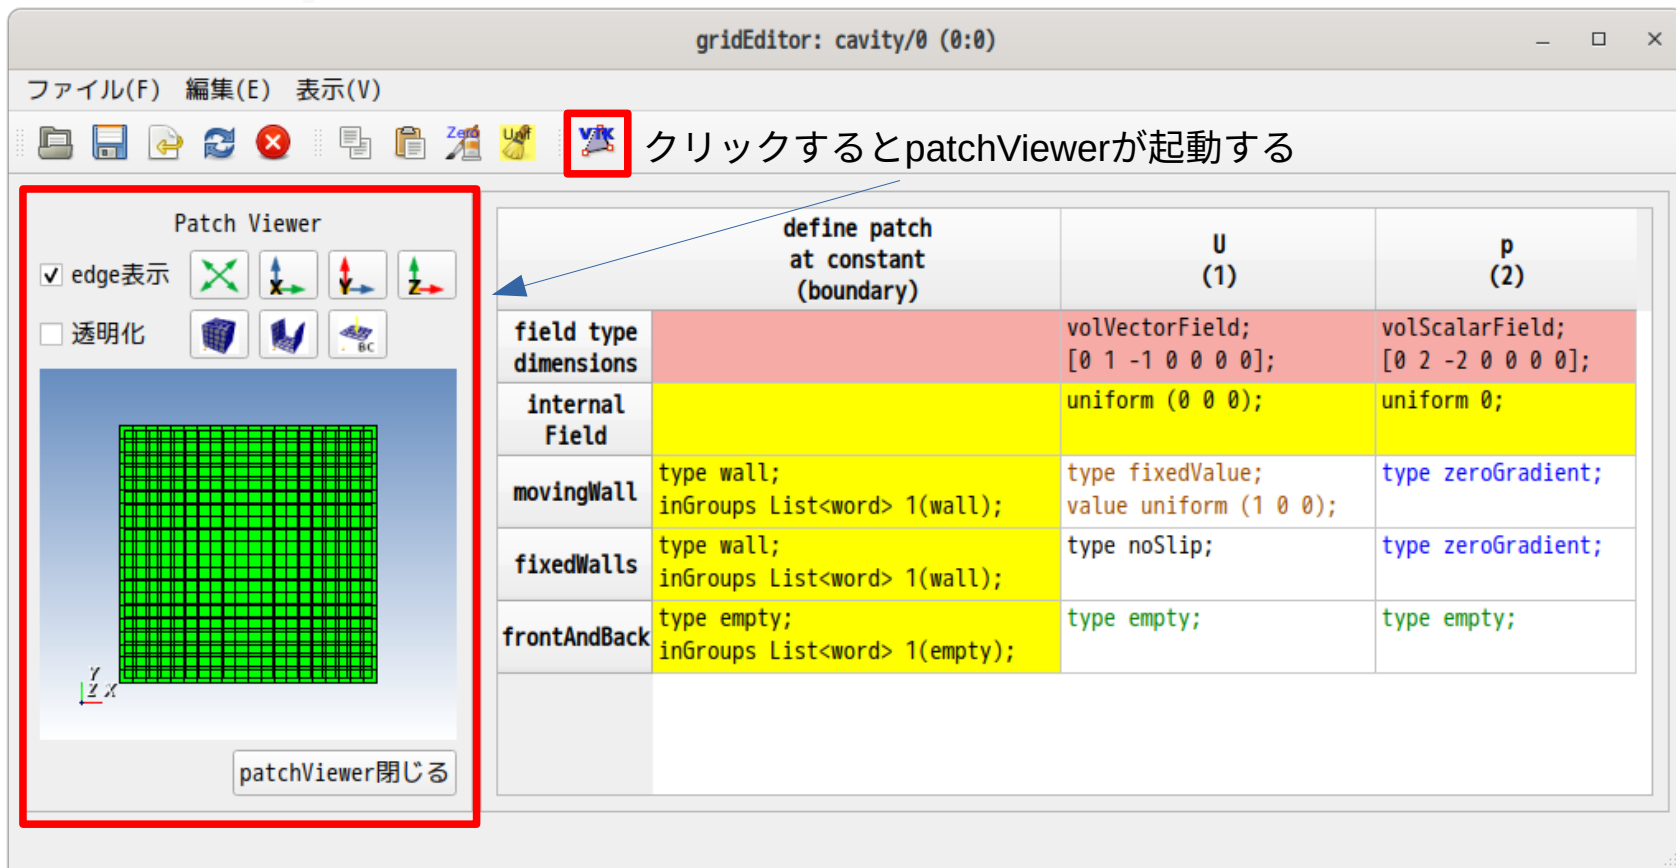 gridEditor: cavity/0 (0:0)
ファイル(F) 編集(E) 表示(V)
Zero
Unif
VTK
クリックするとpatchViewerが起動する
Patch Viewer
edge表示
X
Y
Z
透明化
BC
Y
Z X
patchViewer閉じる
define patch
at constant
(boundary)
U
(1)
p
(2)
field type
dimensions
volVectorField;
[0 1 -1 0 0 0 0];
volScalarField;
[0 2 -2 0 0 0 0];
internal
Field
uniform (0 0 0);
uniform 0;
movingWall
type wall;
inGroups List<word> 1(wall);
type fixedValue;
value uniform (1 0 0);
type zeroGradient;
fixedWalls
type wall;
inGroups List<word> 1(wall);
type noSlip;
type zeroGradient;
frontAndBack
type empty;
inGroups List<word> 1(empty);
type empty;
type empty;